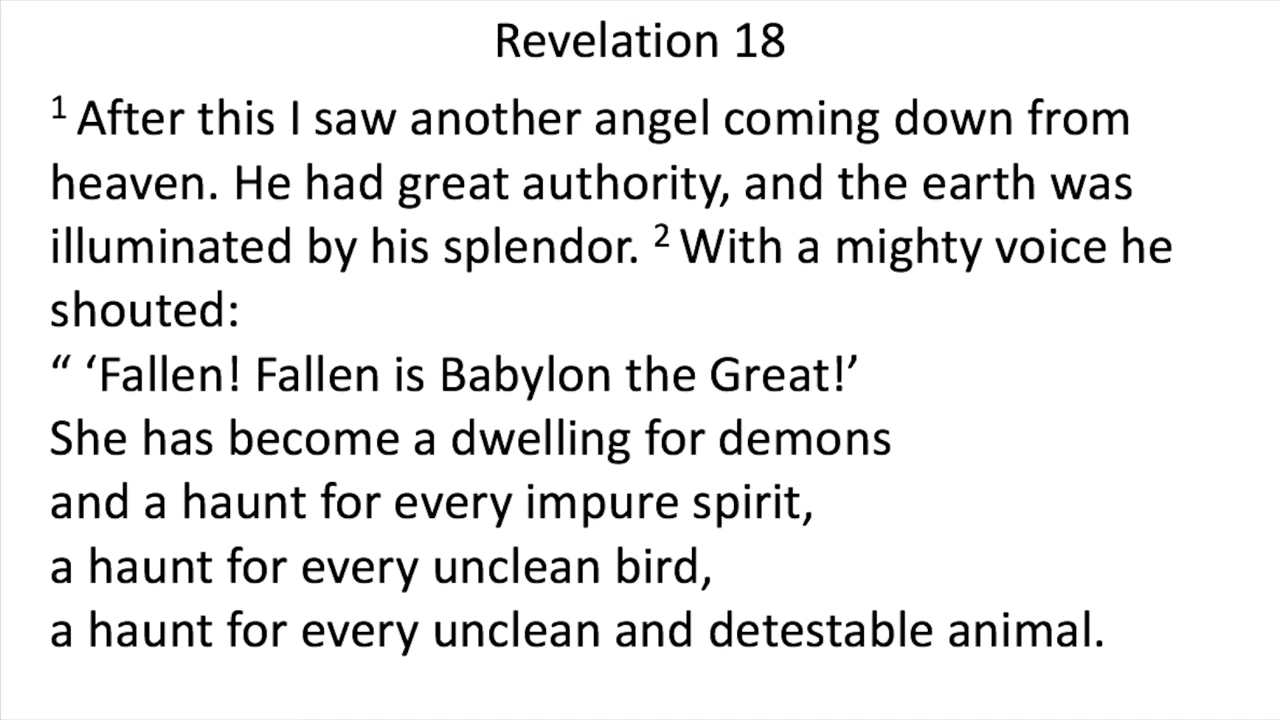 Revelation 18
¹ After this I saw another angel coming down from
heaven. He had great authority, and the earth was
illuminated by his splendor. ² With a mighty voice he
shouted:
“ ‘Fallen! Fallen is Babylon the Great!’
She has become a dwelling for demons
and a haunt for every impure spirit,
a haunt for every unclean bird,
a haunt for every unclean and detestable animal.